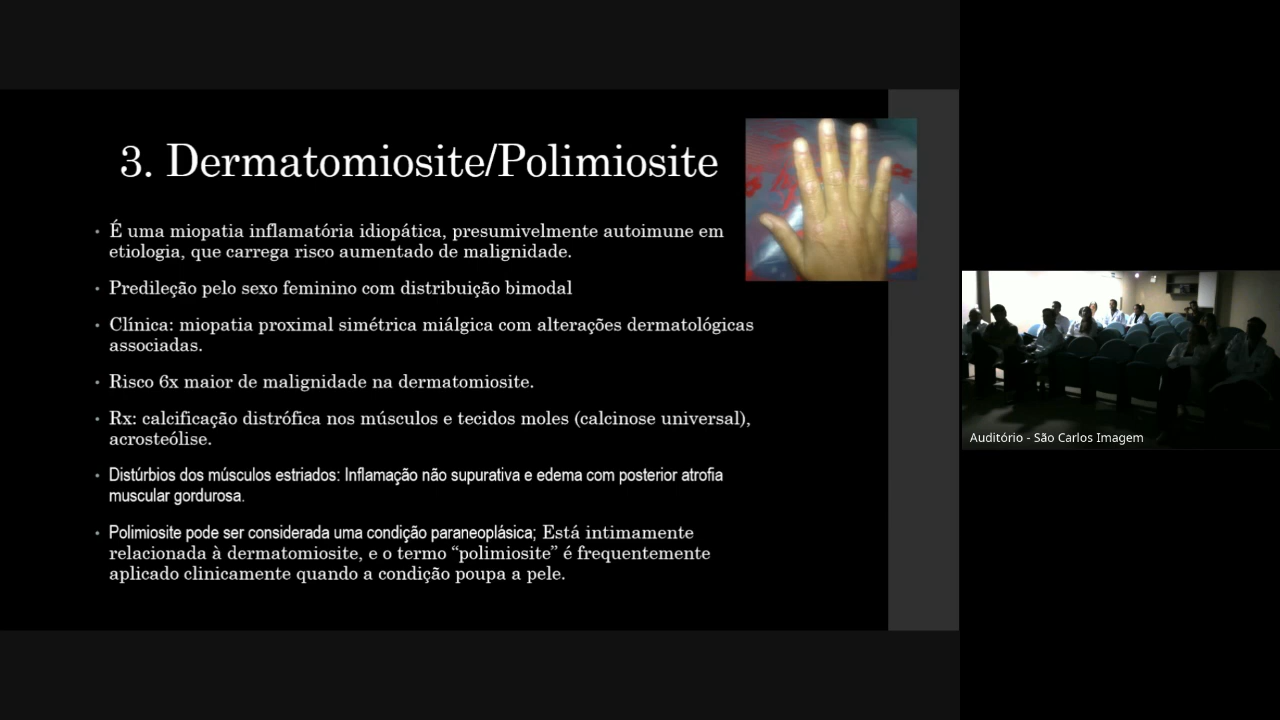 3. Dermatomiosite/Polimiosite
• É uma miopatia inflamatória idiopática, presumivelmente autoimune em
etiologia, que carrega risco aumentado de malignidade.
• Predileção pelo sexo feminino com distribuição bimodal
• Clínica: miopatia proximal simétrica miálgica com alterações dermatológicas
associadas.
• Risco 6x maior de malignidade na dermatomiosite.
• Rx: calcificação distrófica nos músculos e tecidos moles (calcinose universal),
acrosteólise.
• Distúrbios dos músculos estriados: Inflamação não supurativa e edema com posterior atrofia
muscular gordurosa.
• Polimiosite pode ser considerada uma condição paraneoplásica; Está intimamente
relacionada à dermatomiosite, e o termo “polimiosite” é frequentemente
aplicado clinicamente quando a condição poupa a pele.
Auditório - São Carlos Imagem